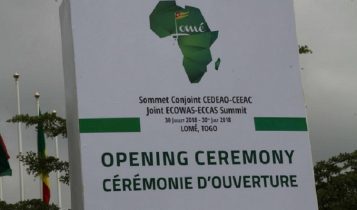 Lomé
Sommet Conjoint CEDEAO-CEEAC
Joint ECOWAS-ECCAS Summit
30 Juillet 2018 - 30th July 2018
LOMÉ, TOGO
OPENING CEREMONY
CÉRÉMONIE D'OUVERTURE